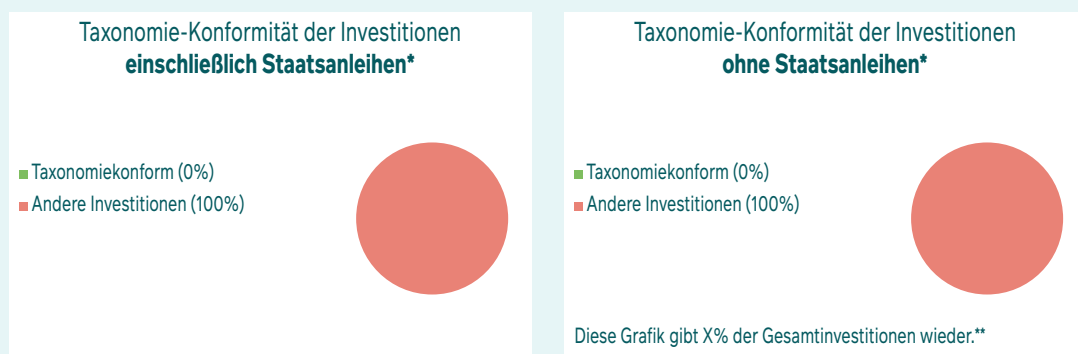 Taxonomie-Konformität der Investitionen
einschließlich Staatsanleihen*
Taxonomiekonform (0%)
Andere Investitionen (100%)
Taxonomie-Konformität der Investitionen
ohne Staatsanleihen*
Taxonomiekonform (0%)
Andere Investitionen (100%)
Diese Grafik gibt X% der Gesamtinvestitionen wieder.**